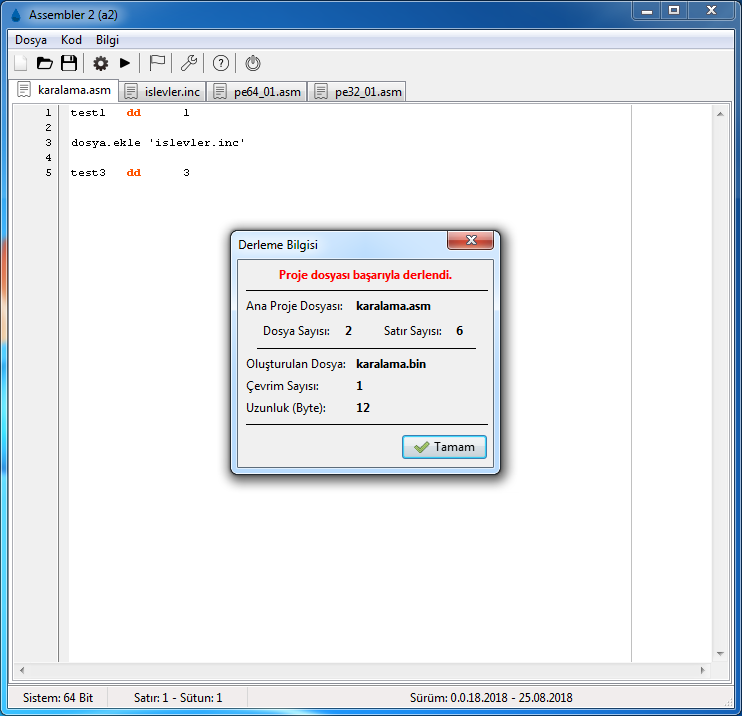 Assembler 2 (a2)
Dosya Kod Bilgi
karalama.asm islevler.inc pe64_01.asm pe32_01.asm
1 test1 dd 1
2
3 dosya.ekle 'islevler.inc'
4
5 test3 dd 3
Derleme Bilgisi
Proje dosyası başarıyla derlendi.
Ana Proje Dosyası: karalama.asm
Dosya Sayısı: 2 Satır Sayısı: 6
Oluşturulan Dosya: karalama.bin
Çevrim Sayısı: 1
Uzunluk (Byte): 12
Tamam
Sistem: 64 Bit Satır: 1 - Sütun: 1 Sürüm: 0.0.18.2018 - 25.08.2018